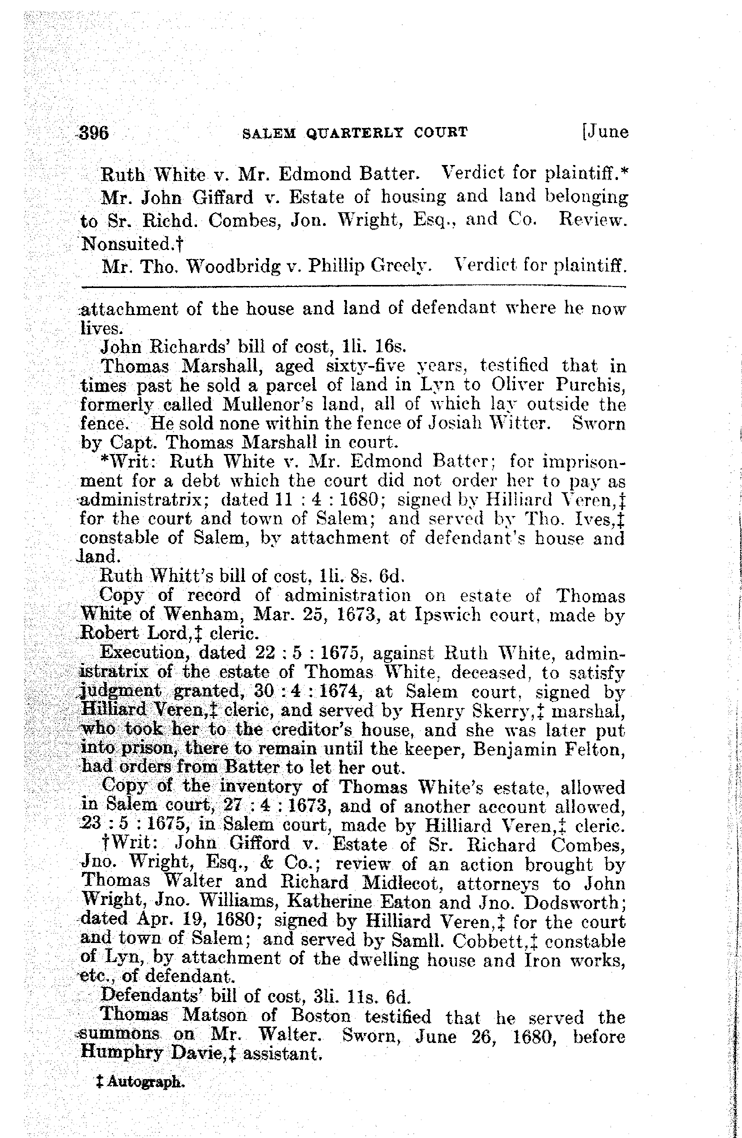 396 SALEM QUARTERLY COURT [June
Ruth White v. Mr. Edmond Batter. Verdict for plaintiff.*
Mr. John Giffard v. Estate of housing and land belonging
to Sr. Richd. Combes, Jon. Wright, Esq., and Co. Review.
Nonsuited.†
Mr. Tho. Woodbridg v. Phillip Greely. Verdict for plaintiff.
attachment of the house and land of defendant where he now
lives.
John Richards' bill of cost, 1li. 16s.
Thomas Marshall, aged sixty-five years, testified that in
times past he sold a parcel of land in Lyn to Oliver Purchis,
formerly called Mullenor's land, all of which lay outside the
fence. He sold none within the fence of Josiah Witter. Sworn
by Capt. Thomas Marshall in court.
*Writ: Ruth White v. Mr. Edmond Batter; for imprison-
ment for a debt which the court did not order her to pay as
administratrix; dated 11 : 4 : 1680; signed by Hilliard Veren,‡
for the court and town of Salem; and served by Tho. Ives,‡
constable of Salem, by attachment of defendant's house and
land.
Ruth Whitt's bill of cost, 1li. 8s. 6d.
Copy of record of administration on estate of Thomas
White of Wenham, Mar. 25, 1673, at Ipswich court, made by
Robert Lord,‡ cleric.
Execution, dated 22 : 5 : 1675, against Ruth White, admin-
istratrix of the estate of Thomas White, deceased, to satisfy
judgment granted, 30 : 4 : 1674, at Salem court, signed by
Hilliard Veren,‡ cleric, and served by Henry Skerry,‡ marshal,
who took her to the creditor's house, and she was later put
into prison, there to remain until the keeper, Benjamin Felton,
had orders from Batter to let her out.
Copy of the inventory of Thomas White's estate, allowed
in Salem court, 27 : 4 : 1673, and of another account allowed,
23 : 5 : 1675, in Salem court, made by Hilliard Veren,‡ cleric.
†Writ: John Gifford v. Estate of Sr. Richard Combes,
Jno. Wright, Esq., & Co.; review of an action brought by
Thomas Walter and Richard Midlecot, attorneys to John
Wright, Jno. Williams, Katherine Eaton and Jno. Dodsworth;
dated Apr. 19, 1680; signed by Hilliard Veren,‡ for the court
and town of Salem; and served by Samll. Cobbett,‡ constable
of Lyn, by attachment of the dwelling house and Iron works,
etc., of defendant.
Defendants' bill of cost, 3li. 11s. 6d.
Thomas Matson of Boston testified that he served the
summons on Mr. Walter. Sworn, June 26, 1680, before
Humphry Davie,‡ assistant.
‡ Autograph.